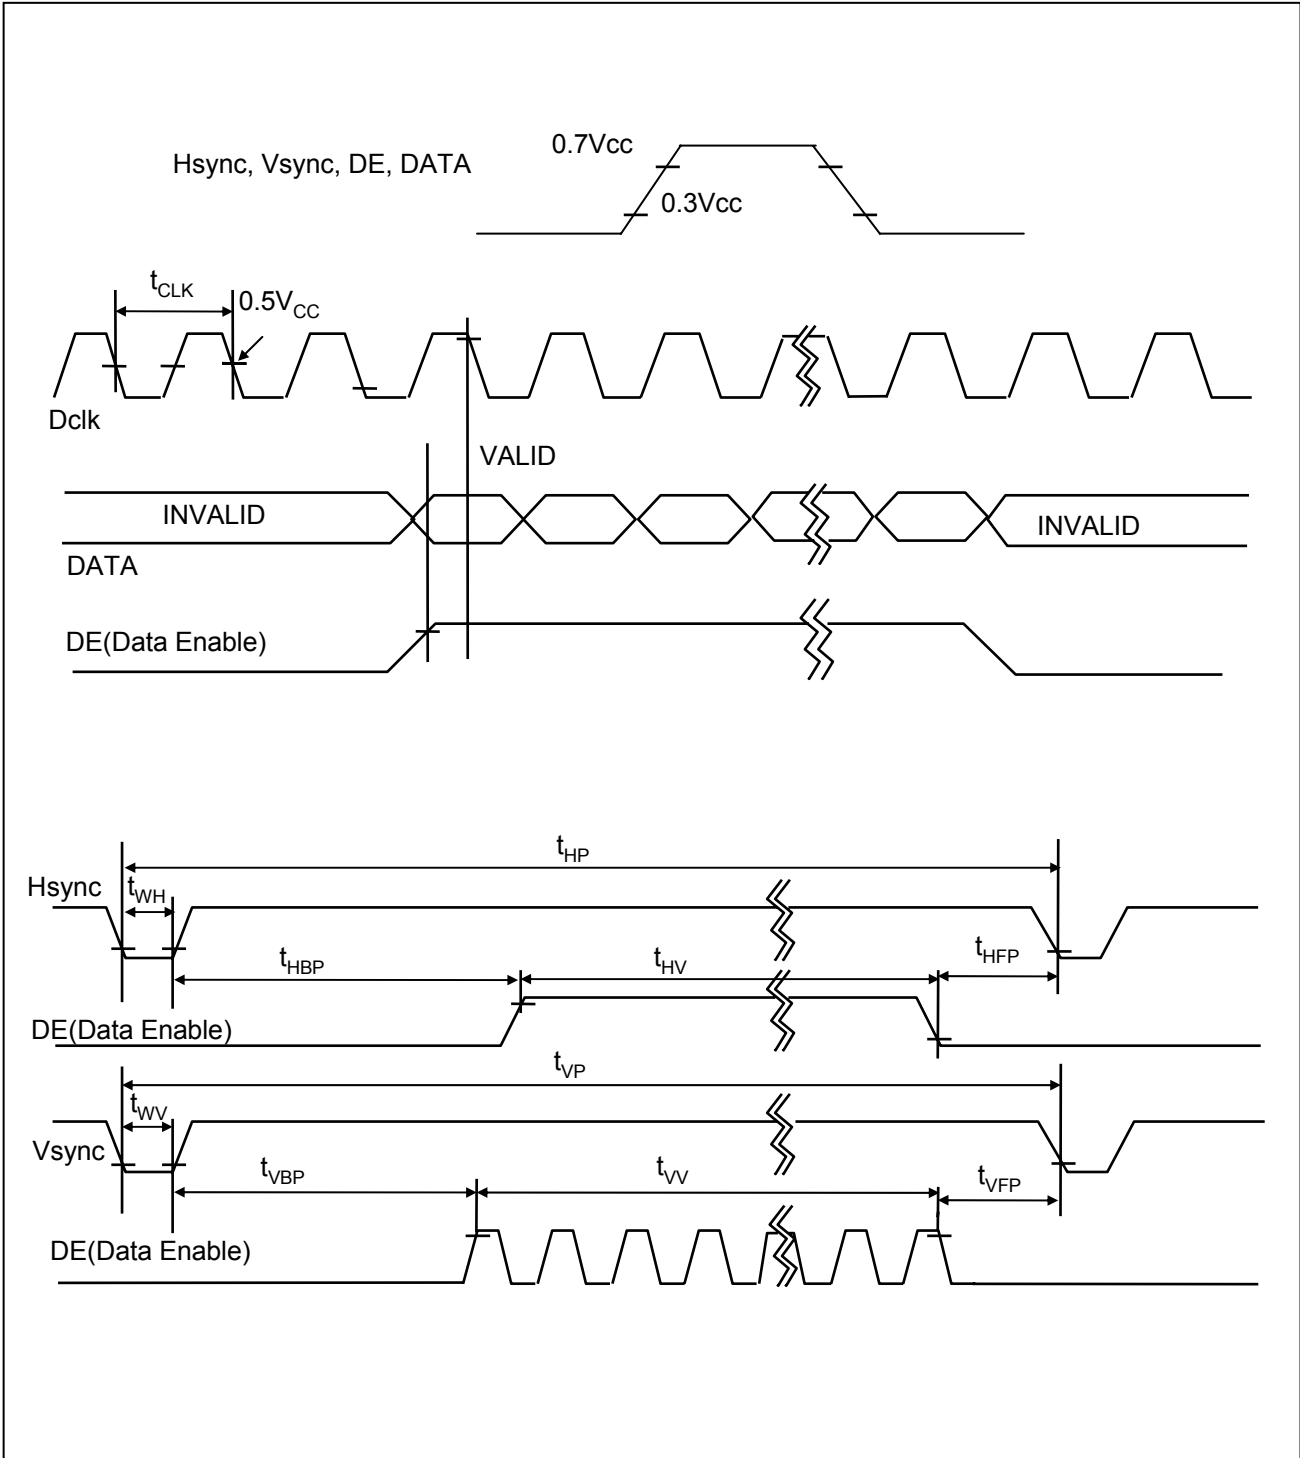 0.7Vcc
Hsync, Vsync, DE, DATA
0.3Vcc
tCLK
0.5VCC
Dclk
VALID
INVALID
INVALID
DATA
DE(Data Enable)
tHP
Hsync
tWH
tHBP
tHV
tHFP
DE(Data Enable)
tVP
tWV
Vsync
tVBP
tVV
tVFP
DE(Data Enable)